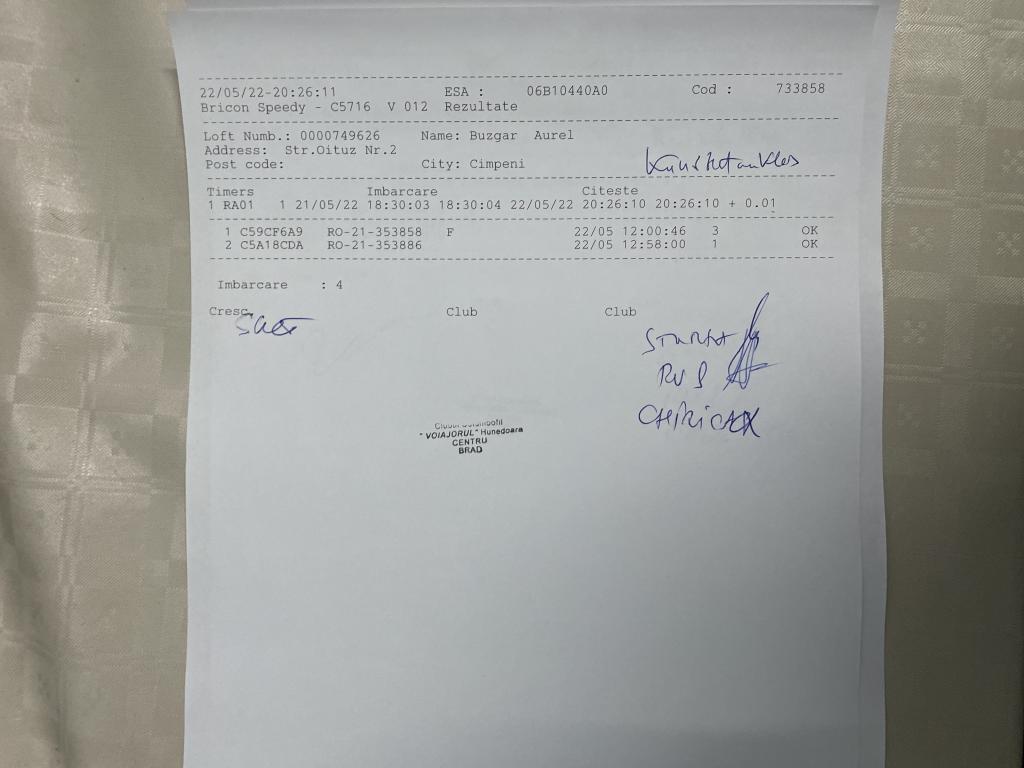 22/05/22-20:26:11 ESA : 06B10440A0 Cod : 733858
Bricon Speedy - C5716 V 012 Rezultate
Loft Numb.: 0000749626 Name: Buzgar Aurel
Address: Str.Oituz Nr.2
Post code: City: Cimpeni
Timers Imbarcare Citeste
1 RA01 1 21/05/22 18:30:03 18:30:04 22/05/22 20:26:10 20:26:10 + 0.01
1 C59CF6A9 RO-21-353858 F 22/05 12:00:46 3 OK
2 C5A18CDA RO-21-353886 22/05 12:58:00 1 OK
Imbarcare : 4
Cresc. Club Club
"VOIAJORUL" Hunedoara
CENTRU
BRAD